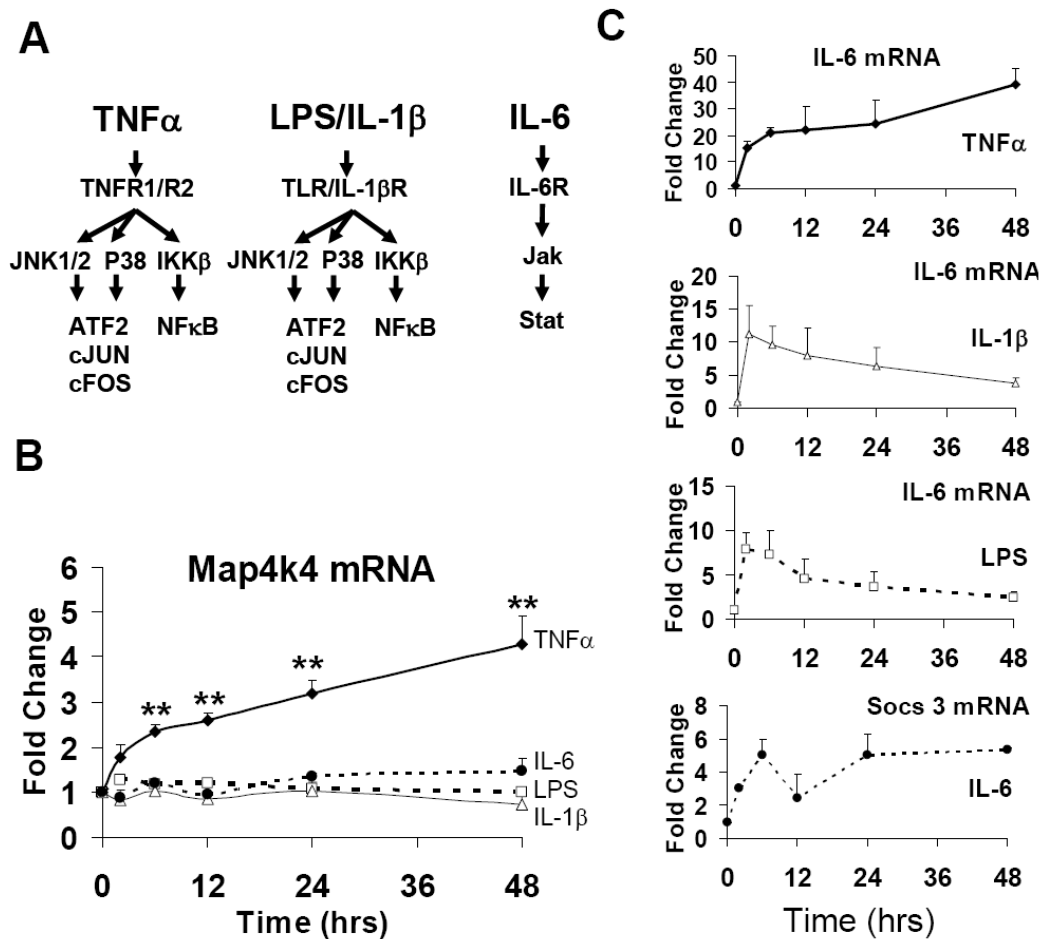 A
TNFα LPS/IL-1β IL-6
TNFR1/R2 TLR/IL-1βR IL-6R
JNK1/2 P38 IKKβ JNK1/2 P38 IKKβ Jak
ATF2 NFκB ATF2 NFκB Stat
cJUN cJUN
cFOS cFOS
B
Map4k4 mRNA
Fold Change
6
5
4
3
2
1
0
** ** ** **
TNFα
IL-6
LPS
IL-1β
0 12 24 36 48
Time (hrs)
C
IL-6 mRNA
Fold Change
50
40
30
20
10
0
TNFα
0 12 24 36 48
IL-6 mRNA
Fold Change
20
15
10
5
0
IL-1β
0 12 24 36 48
IL-6 mRNA
Fold Change
15
10
5
0
LPS
0 12 24 36 48
Socs 3 mRNA
Fold Change
8
6
4
2
0
IL-6
0 12 24 36 48
Time (hrs)